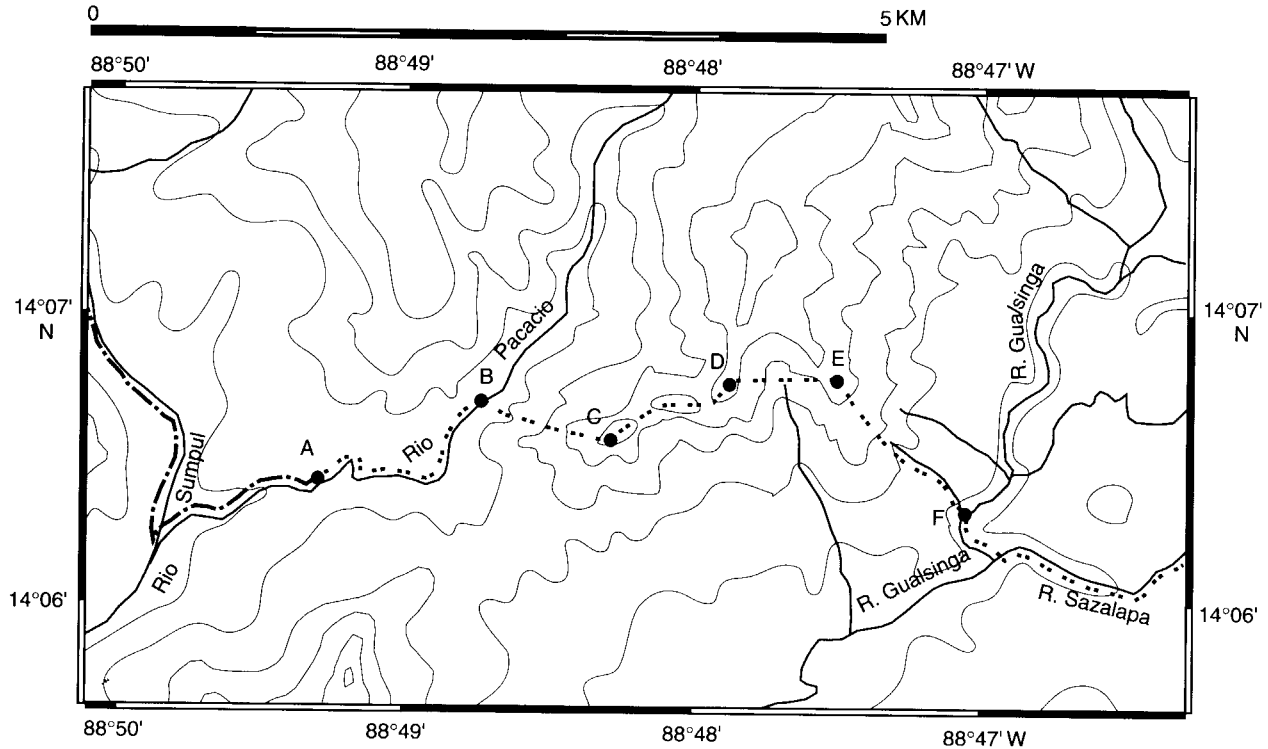 0 5 KM
88°50' 88°49' 88°48' 88°47' W
R. Gualsinga
14°07'
N
14°07'
N
Pacacio
D
E
B
C
A
Rio
Sumpul
F
Rio
R. Gualsinga
R. Sazalapa
14°06'
14°06'
88°50' 88°49' 88°48' 88°47' W